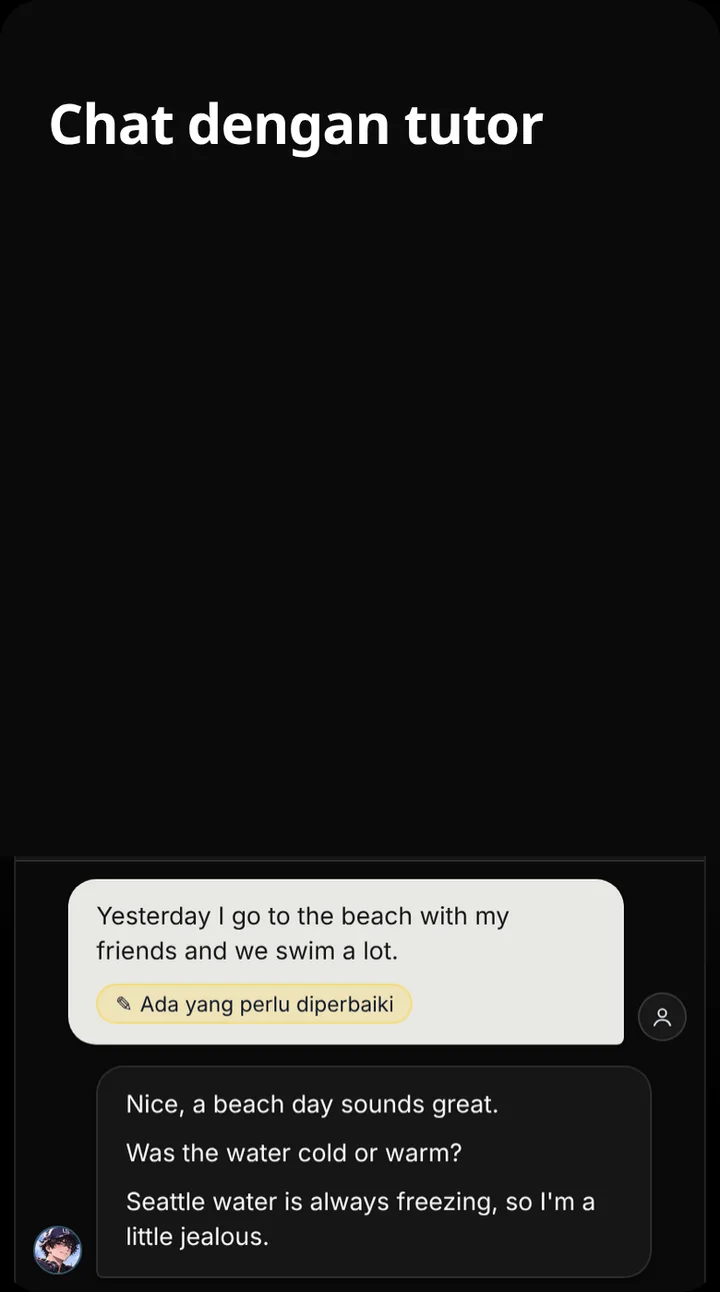 Chat dengan tutor
Yesterday I go to the beach with my
friends and we swim a lot.
✎ Ada yang perlu diperbaiki
Nice, a beach day sounds great.
Was the water cold or warm?
Seattle water is always freezing, so I'm a
little jealous.